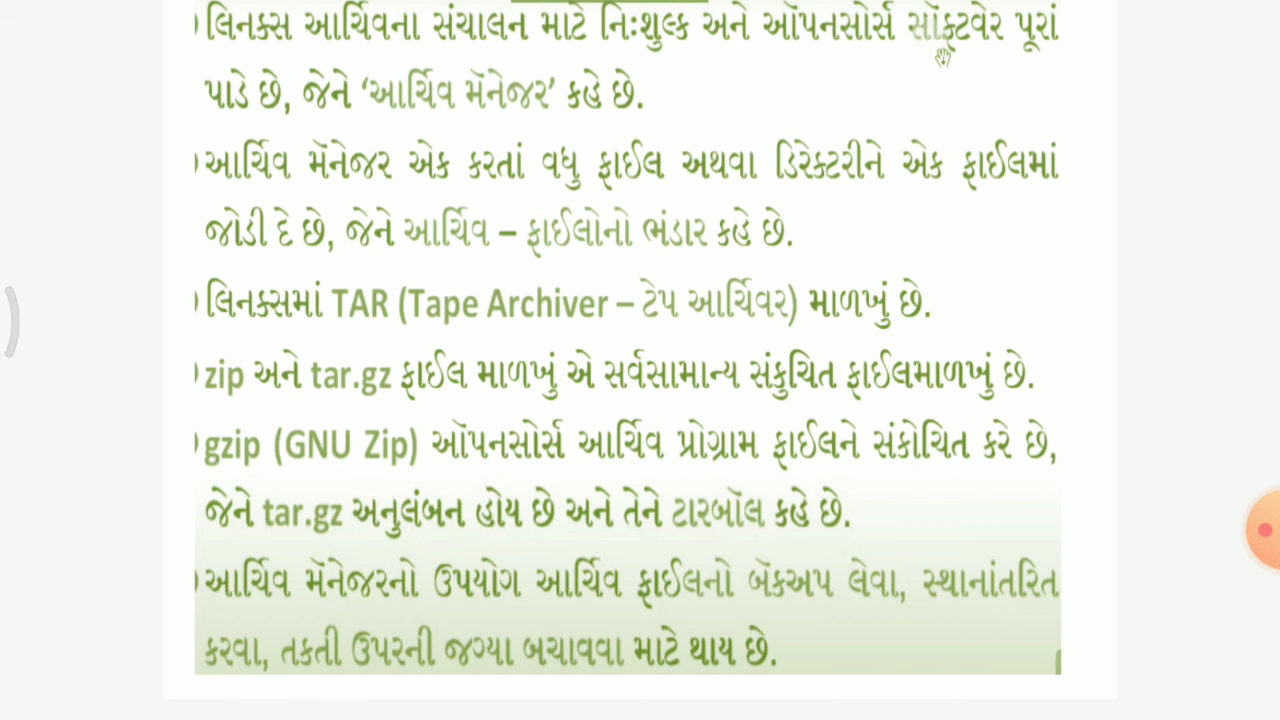 લિનક્સ આર્ચિવના સંચાલન માટે નિઃશુલ્ક અને ઑપનસોર્સ સૉફ્ટવેર પૂરાં
પાડે છે, જેને ‘આર્ચિવ મૅનેજર’ કહે છે.
આર્ચિવ મૅનેજર એક કરતાં વધુ ફાઈલ અથવા ડિરેક્ટરીને એક ફાઈલમાં
જોડી દે છે, જેને આર્ચિવ – ફાઈલોનો ભંડાર કહે છે.
લિનક્સમાં TAR (Tape Archiver – ટેપ આર્ચિવર) માળખું છે.
zip અને tar.gz ફાઈલ માળખું એ સર્વસામાન્ય સંકુચિત ફાઈલમાળખું છે.
gzip (GNU Zip) ઑપનસોર્સ આર્ચિવ પ્રોગ્રામ ફાઈલને સંકોચિત કરે છે,
જેને tar.gz અનુલંબન હોય છે અને તેને ટારબૉલ કહે છે.
આર્ચિવ મૅનેજરનો ઉપયોગ આર્ચિવ ફાઈલનો બૅકઅપ લેવા, સ્થાનાંતરિત
કરવા, તકતી ઉપરની જગ્યા બચાવવા માટે થાય છે.